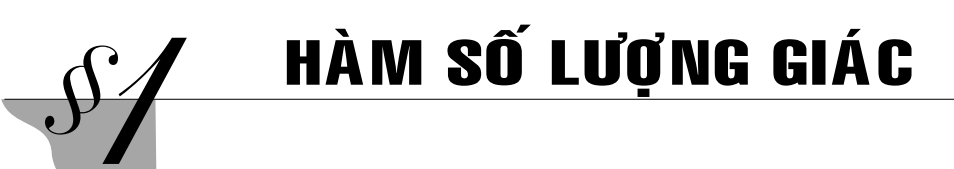 §1 HÀM SỐ LƯỢNG GIÁC